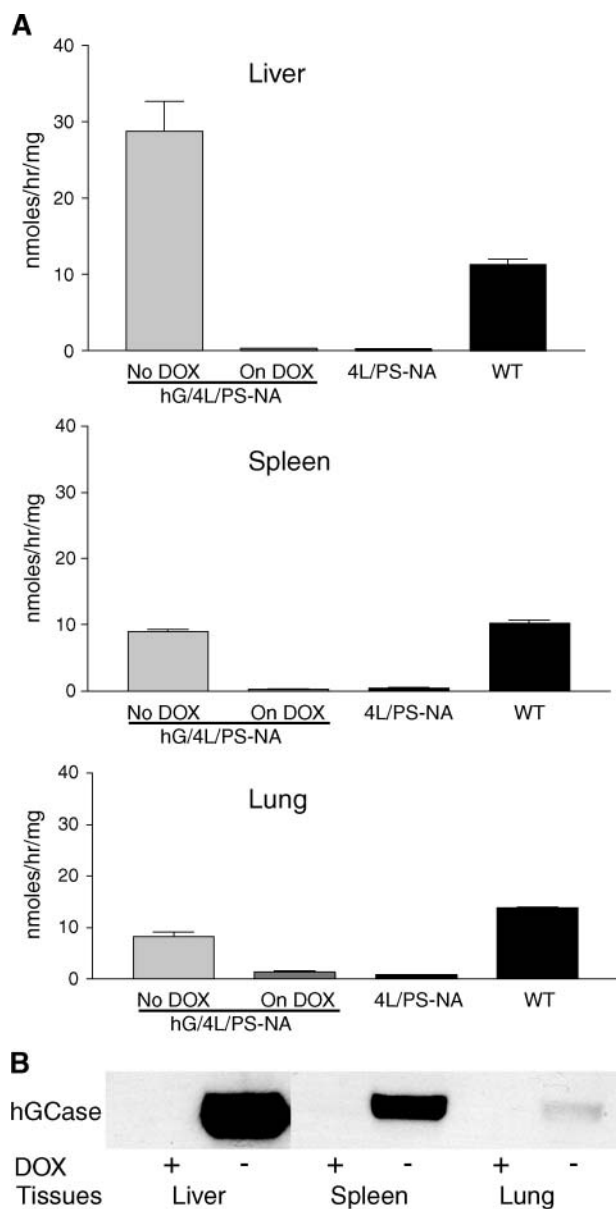 A
Liver
nmoles/hr/mg
40
30
20
10
0
No DOX On DOX 4L/PS-NA WT
hG/4L/PS-NA
Spleen
nmoles/hr/mg
40
30
20
10
0
No DOX On DOX 4L/PS-NA WT
hG/4L/PS-NA
Lung
nmoles/hr/mg
40
30
20
10
0
No DOX On DOX 4L/PS-NA WT
hG/4L/PS-NA
B
hGCase
DOX + - + - + -
Tissues Liver Spleen Lung